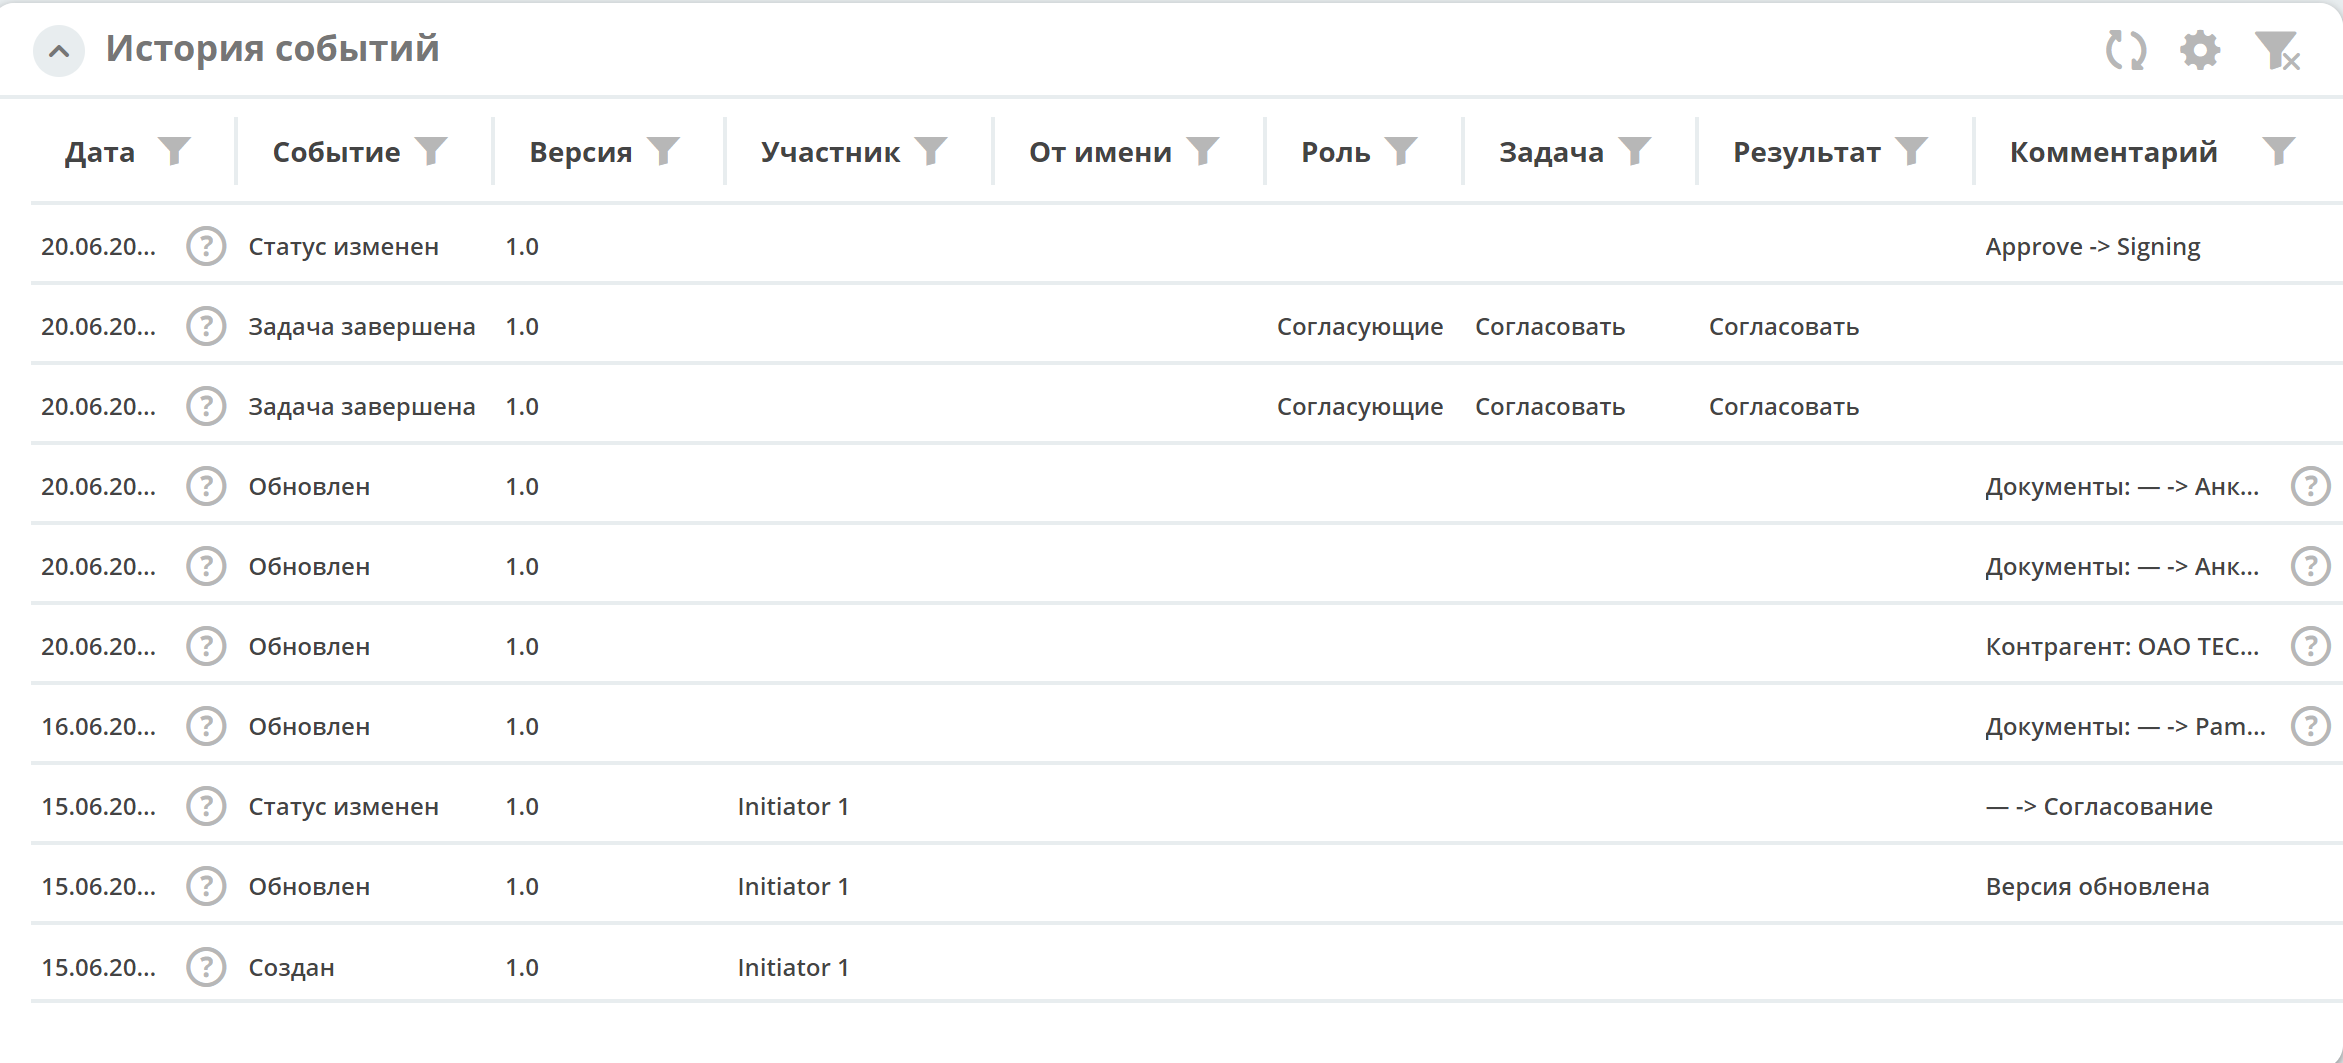 История событий
Дата Событие Версия Участник От имени Роль Задача Результат Комментарий
20.06.20... ? Статус изменен 1.0 Approve -> Signing
20.06.20... ? Задача завершена 1.0 Согласующие Согласовать Согласовать
20.06.20... ? Задача завершена 1.0 Согласующие Согласовать Согласовать
20.06.20... ? Обновлен 1.0 Документы: — -> Анк... ?
20.06.20... ? Обновлен 1.0 Документы: — -> Анк... ?
20.06.20... ? Обновлен 1.0 Контрагент: ОАО ТЕС... ?
16.06.20... ? Обновлен 1.0 Документы: — -> Pam... ?
15.06.20... ? Статус изменен 1.0 Initiator 1 — -> Согласование
15.06.20... ? Обновлен 1.0 Initiator 1 Версия обновлена
15.06.20... ? Создан 1.0 Initiator 1